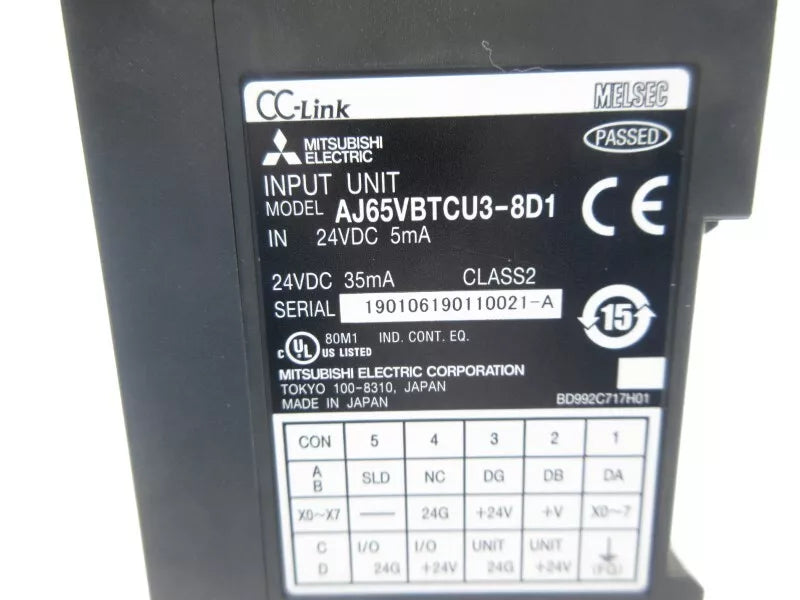 CC-Link MELSEC
MITSUBISHI
ELECTRIC
PASSED
INPUT UNIT
MODEL AJ65VBTCU3-8D1
CE
IN 24VDC 5mA
24VDC 35mA CLASS2
SERIAL 190106190110021-A
15
c UL US LISTED 80M1 IND. CONT. EQ.
MITSUBISHI ELECTRIC CORPORATION
TOKYO 100-8310, JAPAN
MADE IN JAPAN BD992C717H01
CON 5 4 3 2 1
A B SLD NC DG DB DA
X0~X7 — 24G +24V +V X0~7
C D I/O 24G I/O +24V UNIT 24G UNIT +24V (FG)